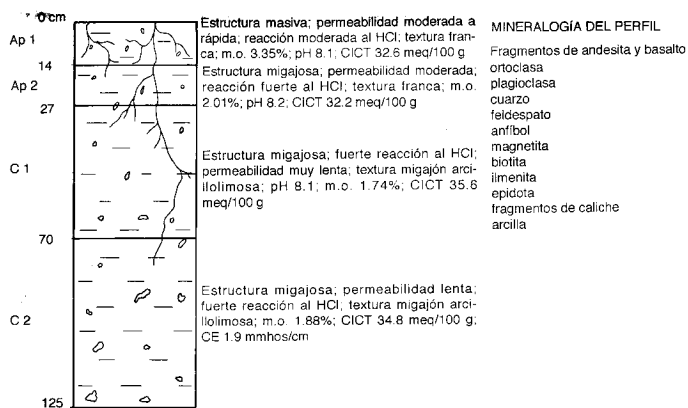 0 cm
Ap 1
14
Ap 2
27
C 1
70
C 2
125
Estructura masiva; permeabilidad moderada a
rápida; reacción moderada al HCl; textura fran-
ca; m.o. 3.35%; pH 8.1; CICT 32.6 meq/100 g
Estructura migajosa; permeabilidad moderada;
reacción fuerte al HCl; textura franca; m.o.
2.01%; pH 8.2; CICT 32.2 meq/100 g
Estructura migajosa; fuerte reacción al HCl;
permeabilidad muy lenta; textura migajón arci-
llolimosa; pH 8.1; m.o. 1.74%; CICT 35.6
meq/100 g
Estructura migajosa; permeabilidad lenta;
fuerte reacción al HCl; textura migajón arci-
llolimosa; m.o. 1.88%; CICT 34.8 meq/100 g;
CE 1.9 mmhos/cm
MINERALOGÍA DEL PERFIL
Fragmentos de andesita y basalto
ortoclasa
plagioclasa
cuarzo
feldespato
anfíbol
magnetita
biotita
ilmenita
epidota
fragmentos de caliche
arcilla